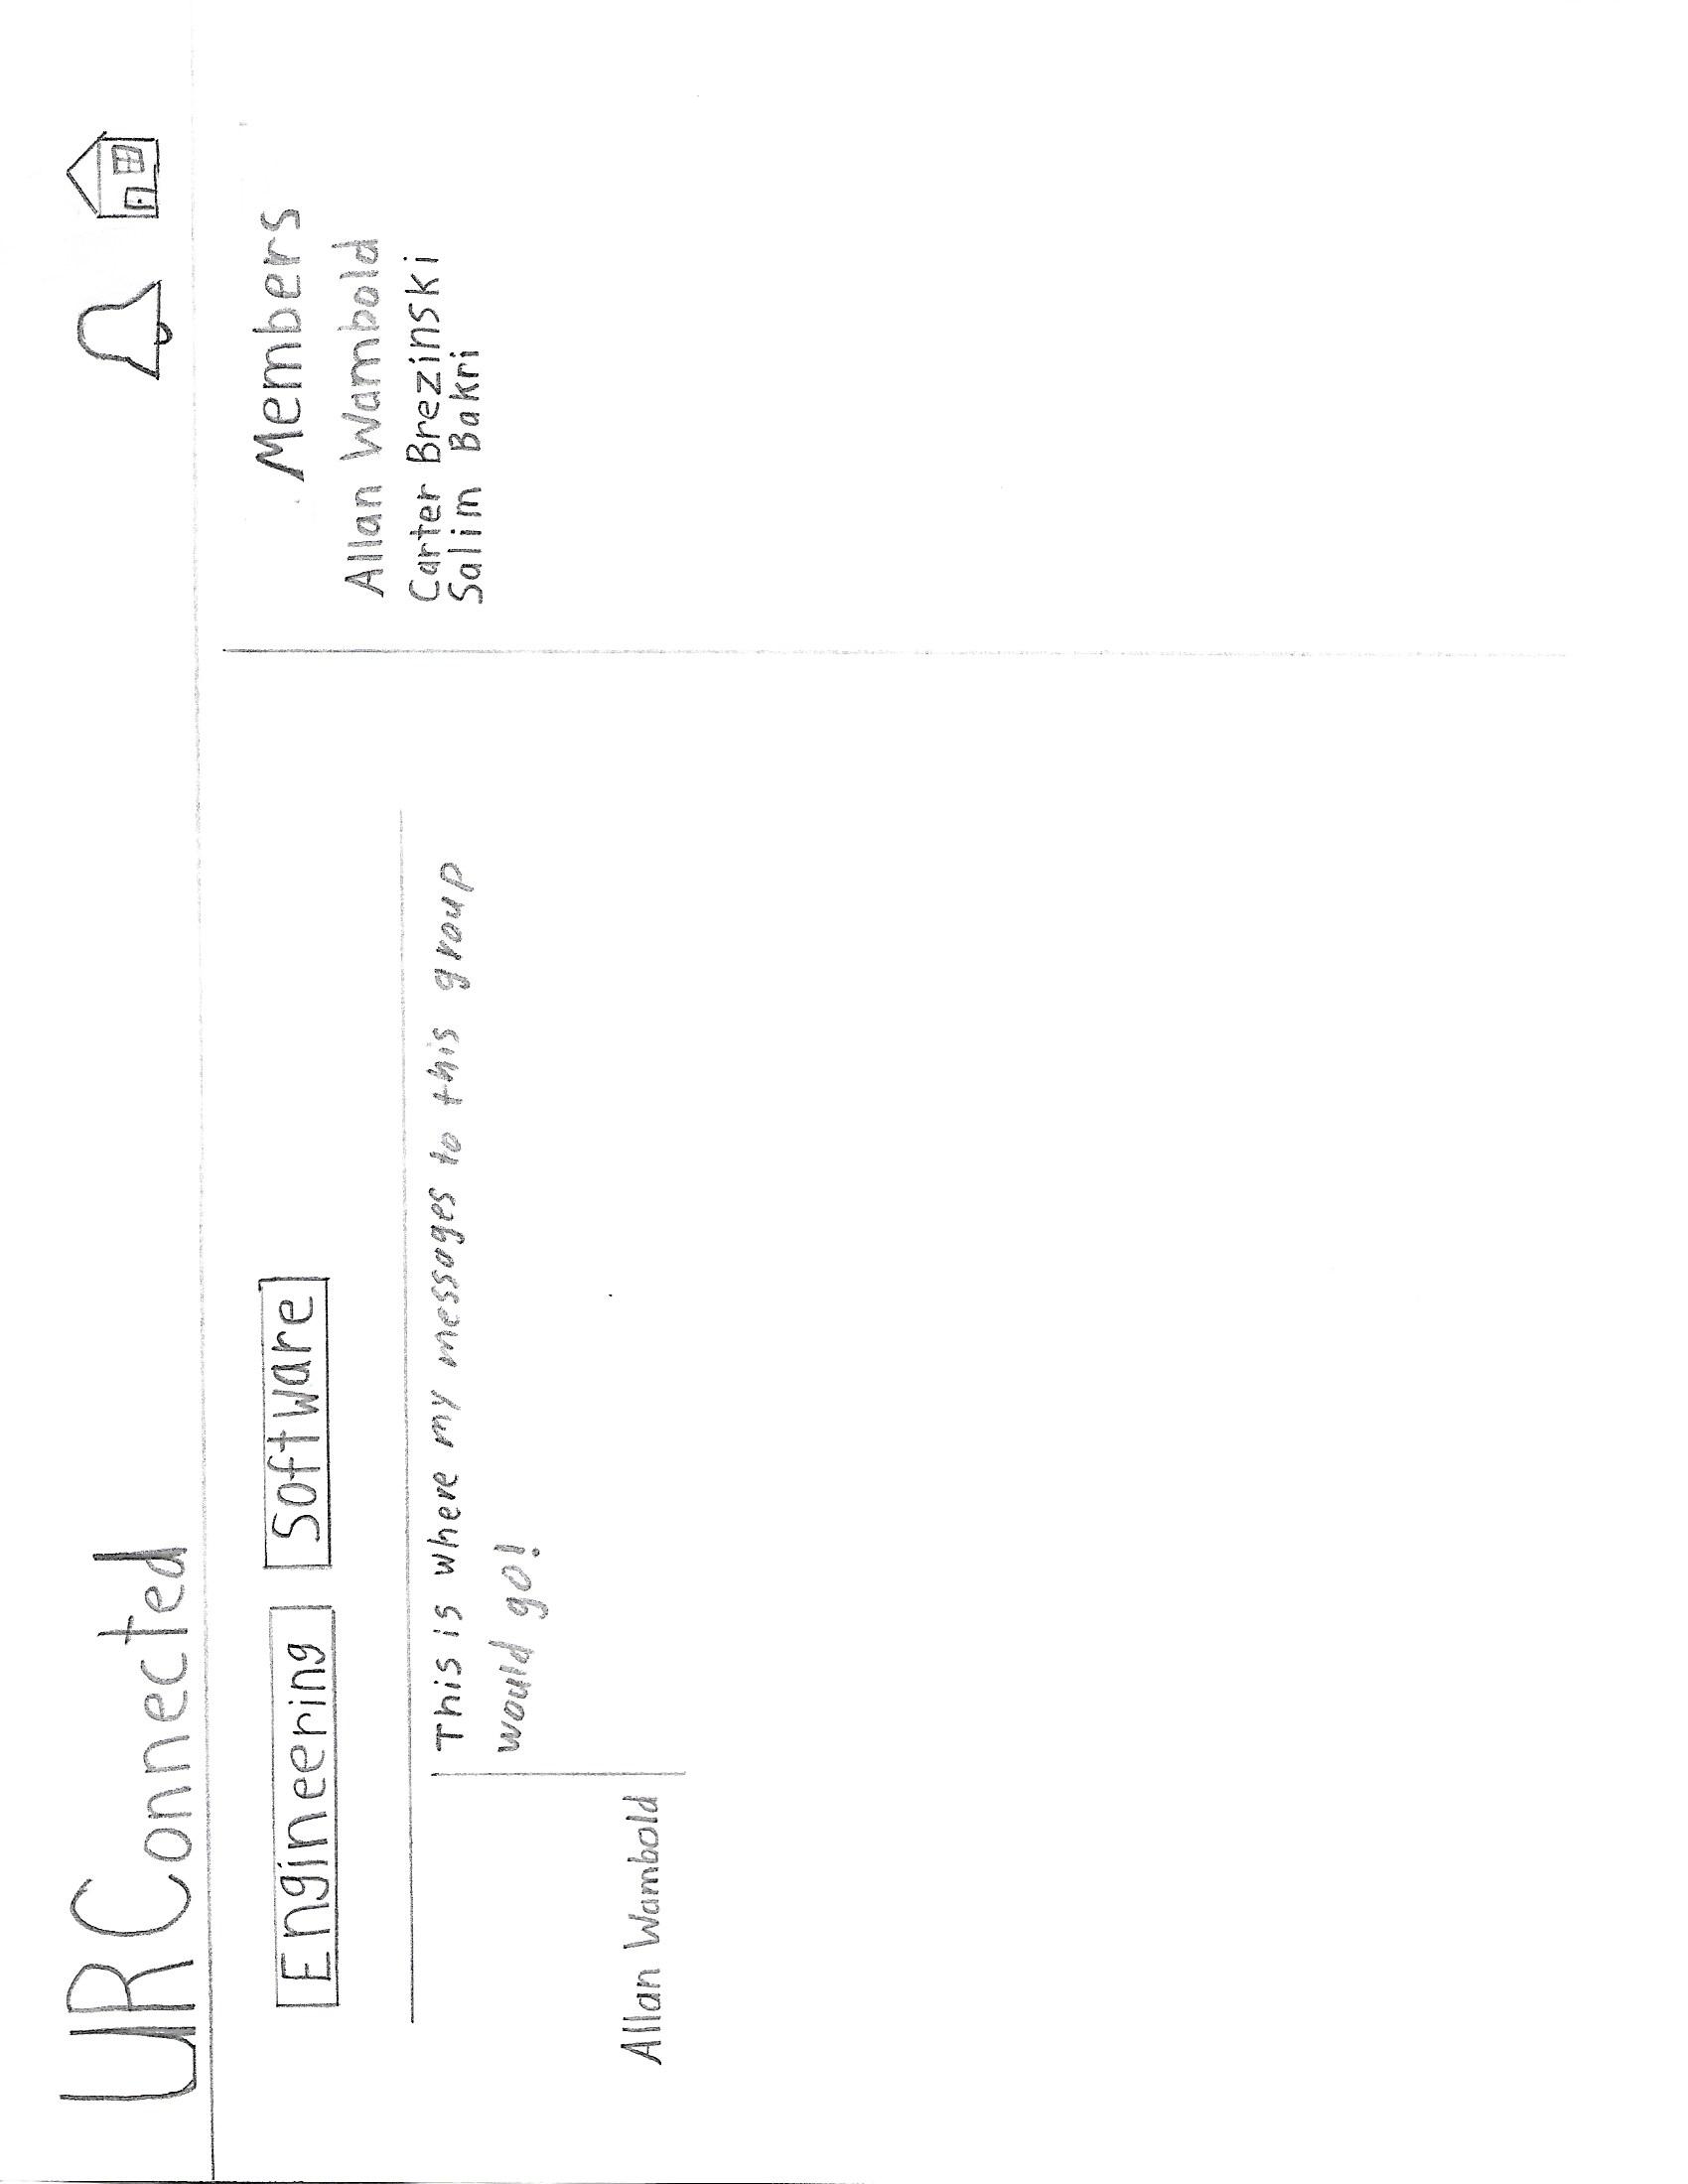 URConnected
Engineering Software
This is where my messages to this group
would go!
Allan Wambold
Members
Allan Wambold
Carter Brezinski
Salim Bakri